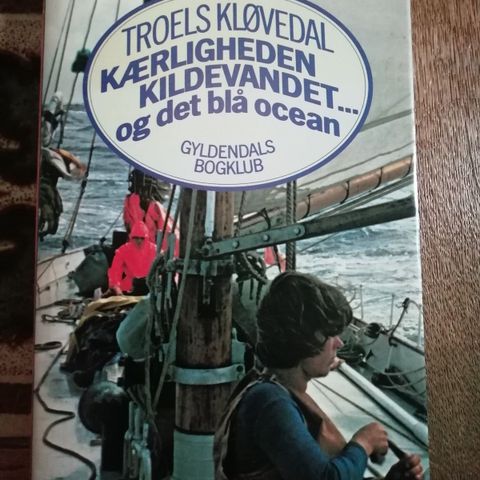 TROELS KLØVEDAL
KÆRLIGHEDEN
KILDEVANDET...
og det blå ocean
GYLDENDALS
BOGKLUB